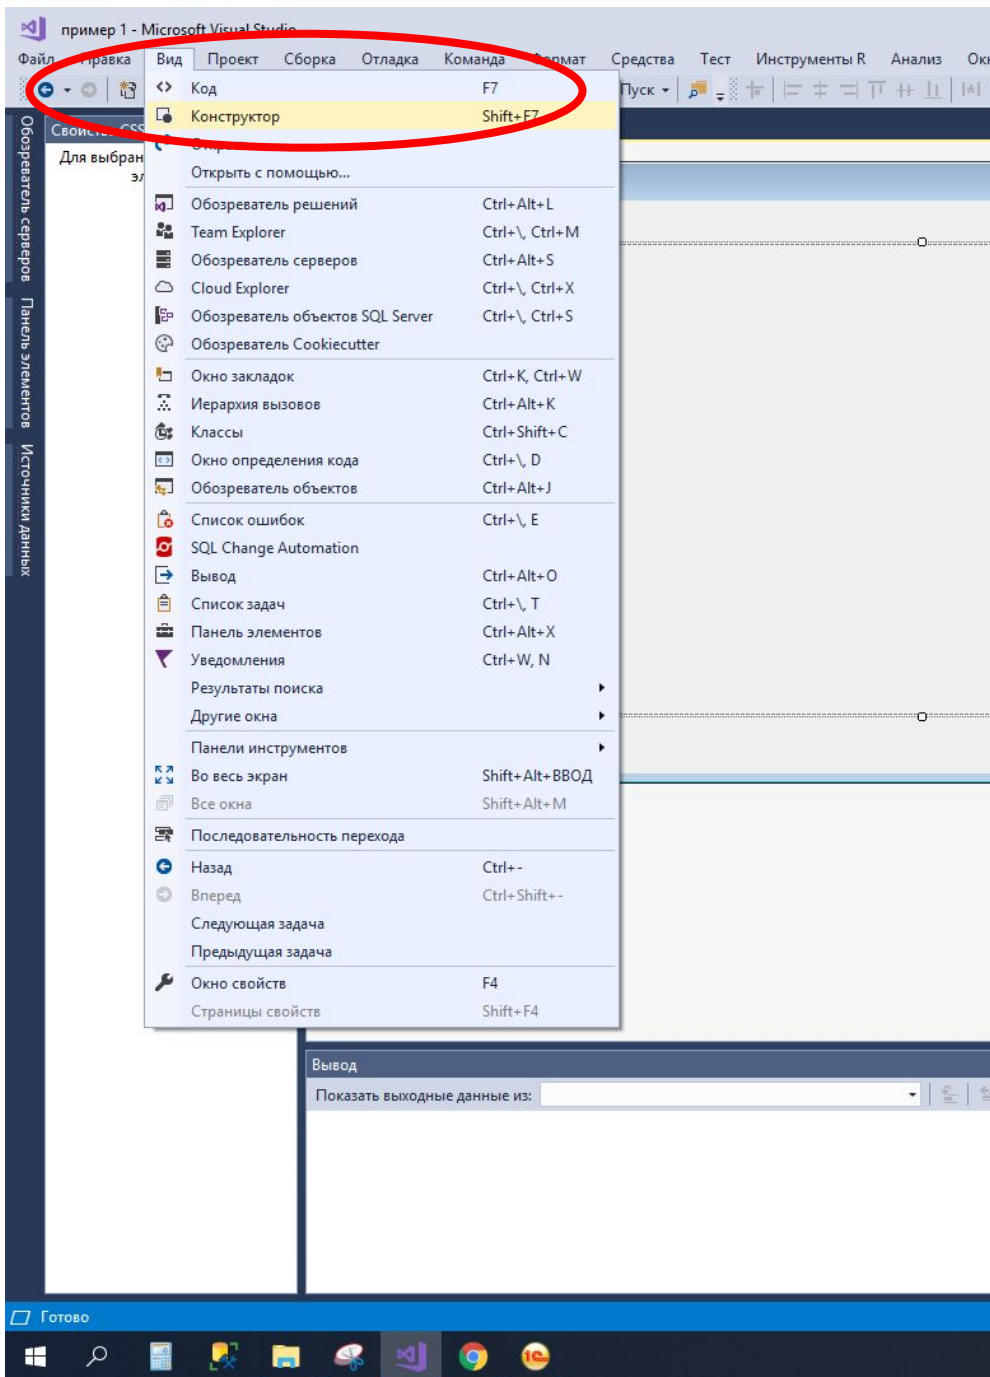 пример 1 - Microsoft Visual Studio
Файл Правка Вид Проект Сборка Отладка Команда Формат Средства Тест Инструменты R Анализ
Пуск
Код F7
Конструктор Shift+F7
Открыть с помощью...
Обозреватель решений Ctrl+Alt+L
Team Explorer Ctrl+\, Ctrl+M
Обозреватель серверов Ctrl+Alt+S
Cloud Explorer Ctrl+\, Ctrl+X
Обозреватель объектов SQL Server Ctrl+\, Ctrl+S
Обозреватель Cookiecutter
Окно закладок Ctrl+K, Ctrl+W
Иерархия вызовов Ctrl+Alt+K
Классы Ctrl+Shift+C
Окно определения кода Ctrl+\, D
Обозреватель объектов Ctrl+Alt+J
Список ошибок Ctrl+\, E
SQL Change Automation
Вывод Ctrl+Alt+O
Список задач Ctrl+\, T
Панель элементов Ctrl+Alt+X
Уведомления Ctrl+W, N
Результаты поиска
Другие окна
Панели инструментов
Во весь экран Shift+Alt+ВВОД
Все окна Shift+Alt+M
Последовательность перехода
Назад Ctrl+-
Вперед Ctrl+Shift+-
Следующая задача
Предыдущая задача
Окно свойств F4
Страницы свойств Shift+F4
Обозреватель серверов
Панель элементов
Источники данных
Свойства CSS
Для выбран
эл
Вывод
Показать выходные данные из:
Готово
1С